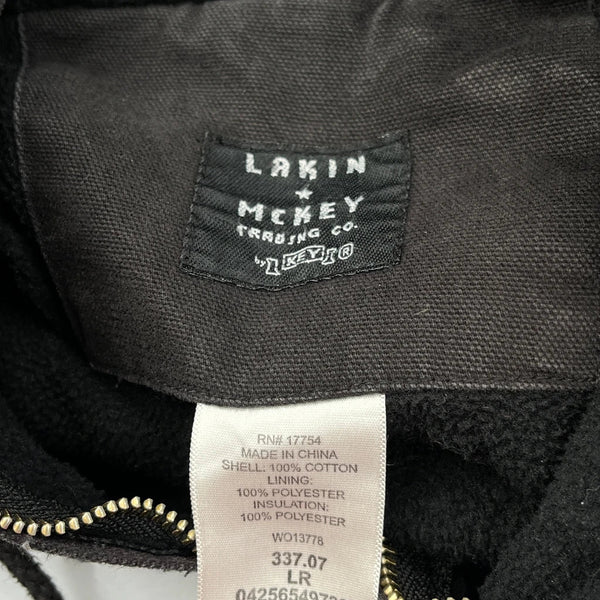 LAKIN
★
MCKEY
TRADING CO.
by KEY ®
RN# 17754
MADE IN CHINA
SHELL: 100% COTTON
LINING:
100% POLYESTER
INSULATION:
100% POLYESTER
WO13778
337.07
LR